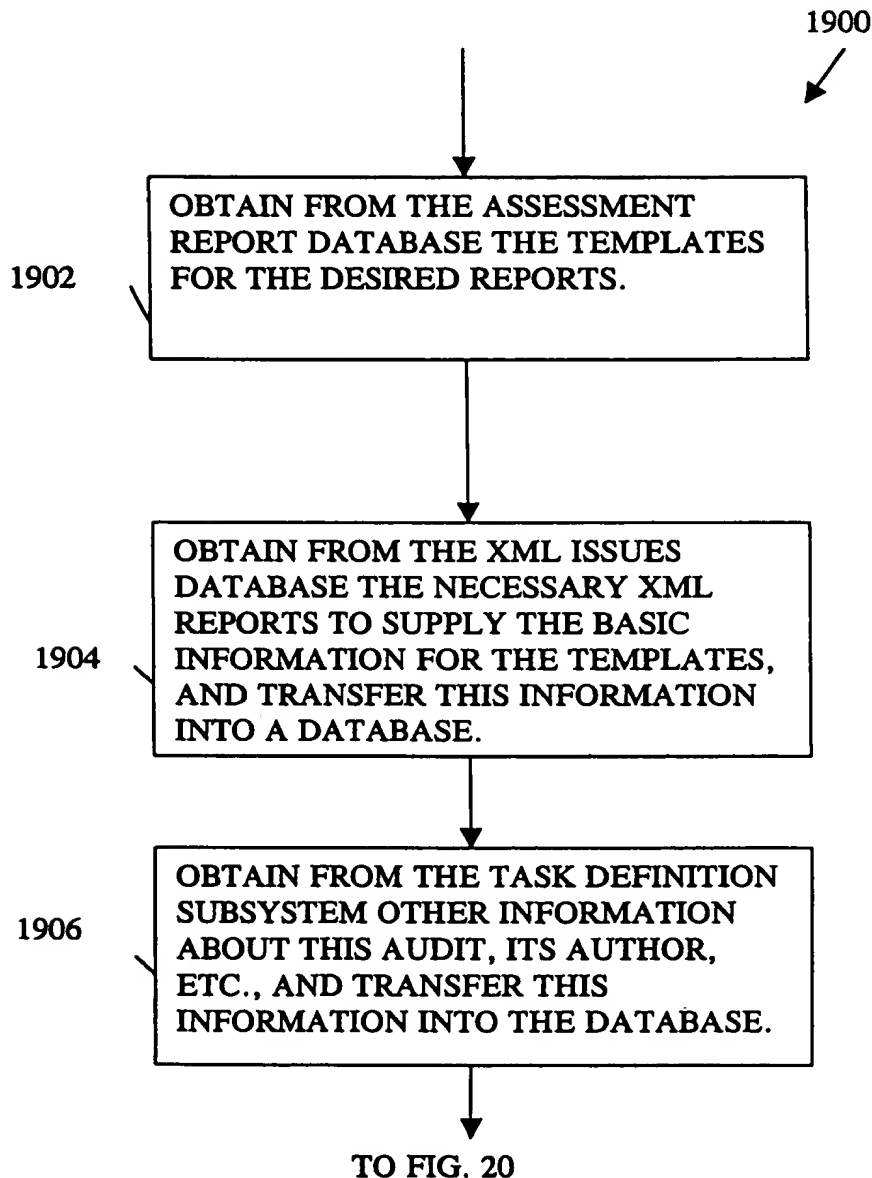 1900
OBTAIN FROM THE ASSESSMENT
REPORT DATABASE THE TEMPLATES
FOR THE DESIRED REPORTS.
1902
OBTAIN FROM THE XML ISSUES
DATABASE THE NECESSARY XML
REPORTS TO SUPPLY THE BASIC
INFORMATION FOR THE TEMPLATES,
AND TRANSFER THIS INFORMATION
INTO A DATABASE.
1904
OBTAIN FROM THE TASK DEFINITION
SUBSYSTEM OTHER INFORMATION
ABOUT THIS AUDIT, ITS AUTHOR,
ETC., AND TRANSFER THIS
INFORMATION INTO THE DATABASE.
1906
TO FIG. 20